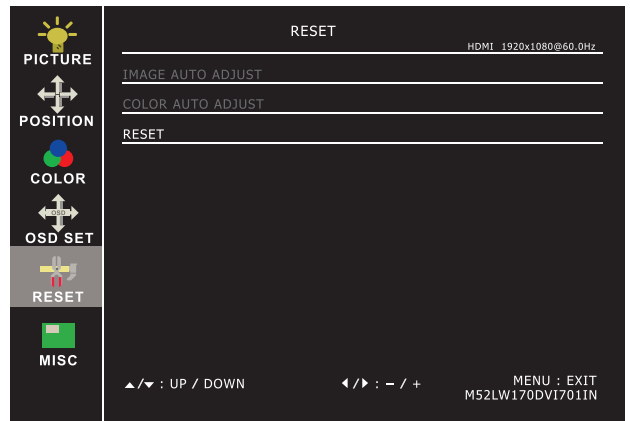 RESET
HDMI 1920x1080@60.0Hz
PICTURE
POSITION
COLOR
OSD
OSD SET
RESET
MISC
IMAGE AUTO ADJUST
COLOR AUTO ADJUST
RESET
▲/▼ : UP / DOWN
◀/▶ : – / +
MENU : EXIT
M52LW170DVI701IN